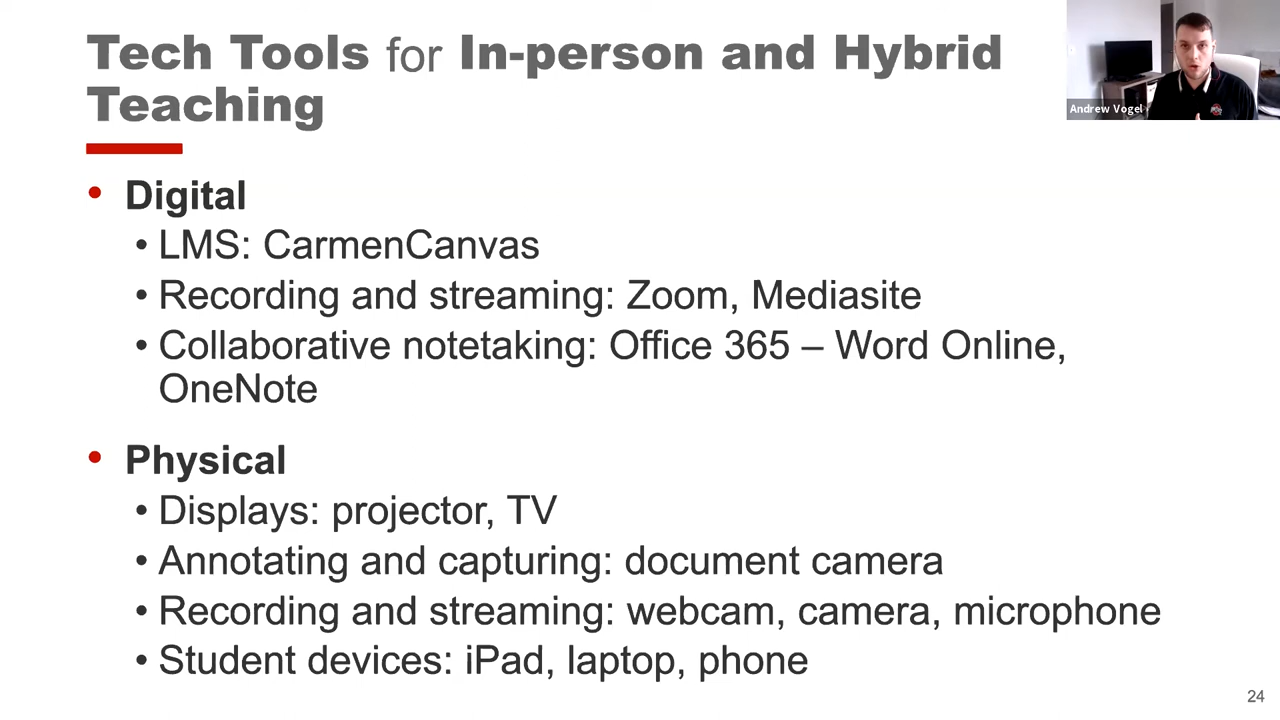 Tech Tools for In-person and Hybrid
Teaching
Andrew Vogel
• Digital
• LMS: CarmenCanvas
• Recording and streaming: Zoom, Mediasite
• Collaborative notetaking: Office 365 – Word Online,
OneNote
• Physical
• Displays: projector, TV
• Annotating and capturing: document camera
• Recording and streaming: webcam, camera, microphone
• Student devices: iPad, laptop, phone
24